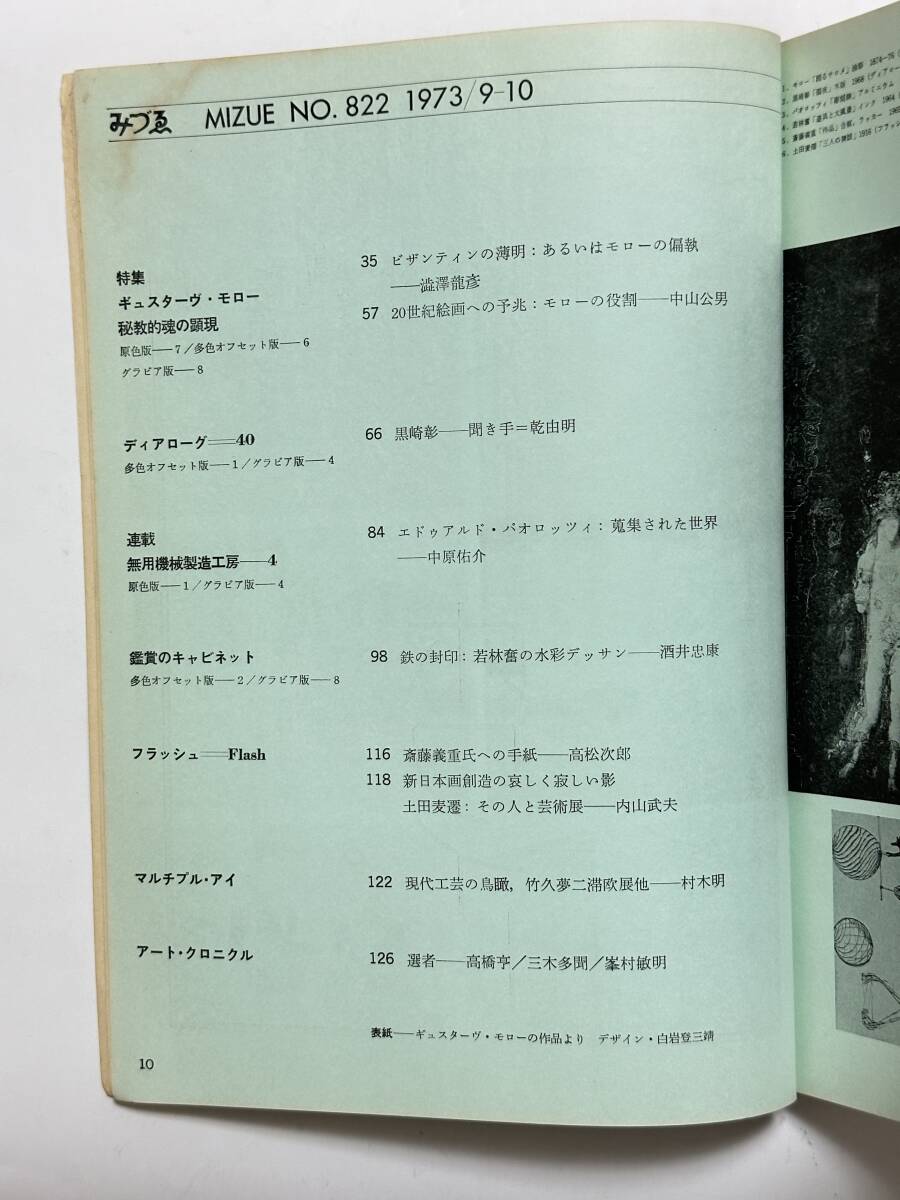 みづゑ MIZUE NO. 822 1973/9-10
特集
ギュスターヴ・モロー
秘教的魂の顕現
原色版——7／多色オフセット版——6
グラビア版——8
35 ビザンティンの薄明：あるいはモローの偏執
——澁澤龍彥
57 20世紀絵画への予兆：モローの役割——中山公男
ディアローグ——40
多色オフセット版——1／グラビア版——4
66 黒崎彰——聞き手＝乾由明
連載
無用機械製造工房——4
原色版——1／グラビア版——4
84 エドゥアルド・パオロッツィ：蒐集された世界
——中原佑介
鑑賞のキャビネット
多色オフセット版——2／グラビア版——8
98 鉄の封印：若林奮の水彩デッサン——酒井忠康
フラッシュ——Flash
116 斎藤義重氏への手紙——高松次郎
118 新日本画創造の哀しく寂しい影
土田麦遷：その人と芸術展——内山武夫
マルチプル・アイ
122 現代工芸の鳥瞰，竹久夢二滞欧展他——村木明
アート・クロニクル
126 選者——高橋亨／三木多聞／峯村敏明
表紙——ギュスターヴ・モローの作品より デザイン・白岩登三靖
10
1. モロー「踊るサロメ」油彩 1874—76